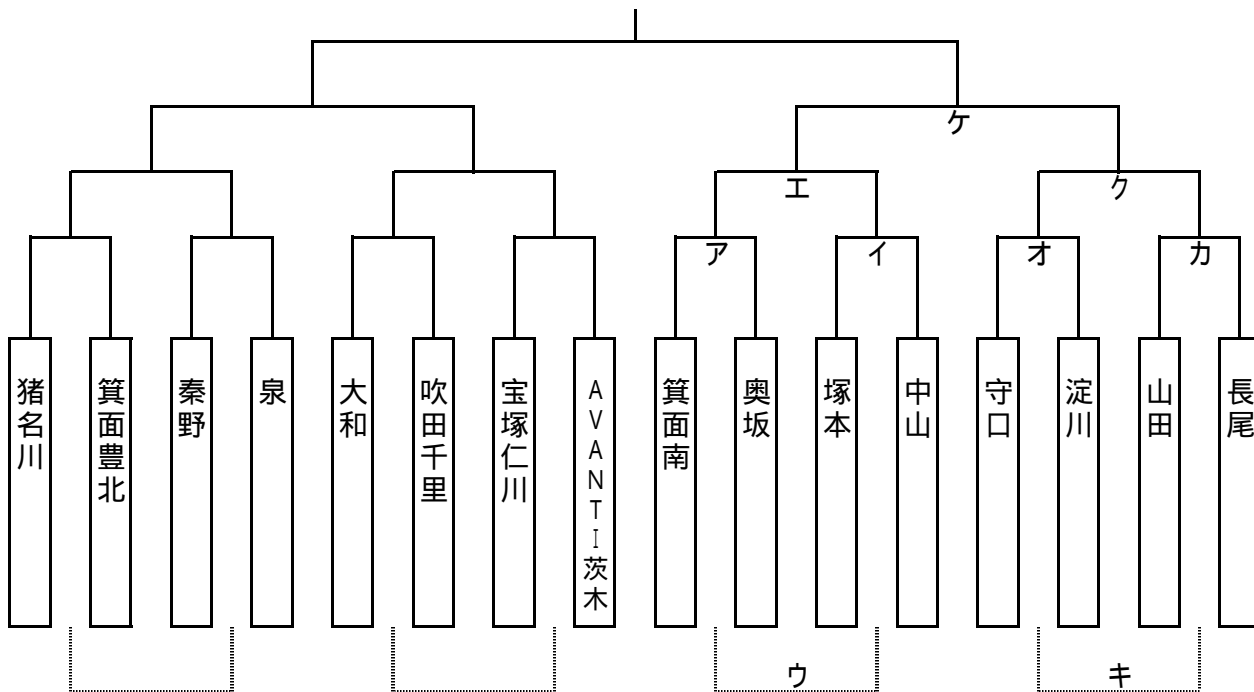 ケ
エ
ク
ア
イ
オ
カ
猪名川
箕面豊北
秦野
泉
大和
吹田千里
宝塚仁川
AVANTI茨木
箕面南
奥坂
塚本
中山
守口
淀川
山田
長尾
ウ
キ